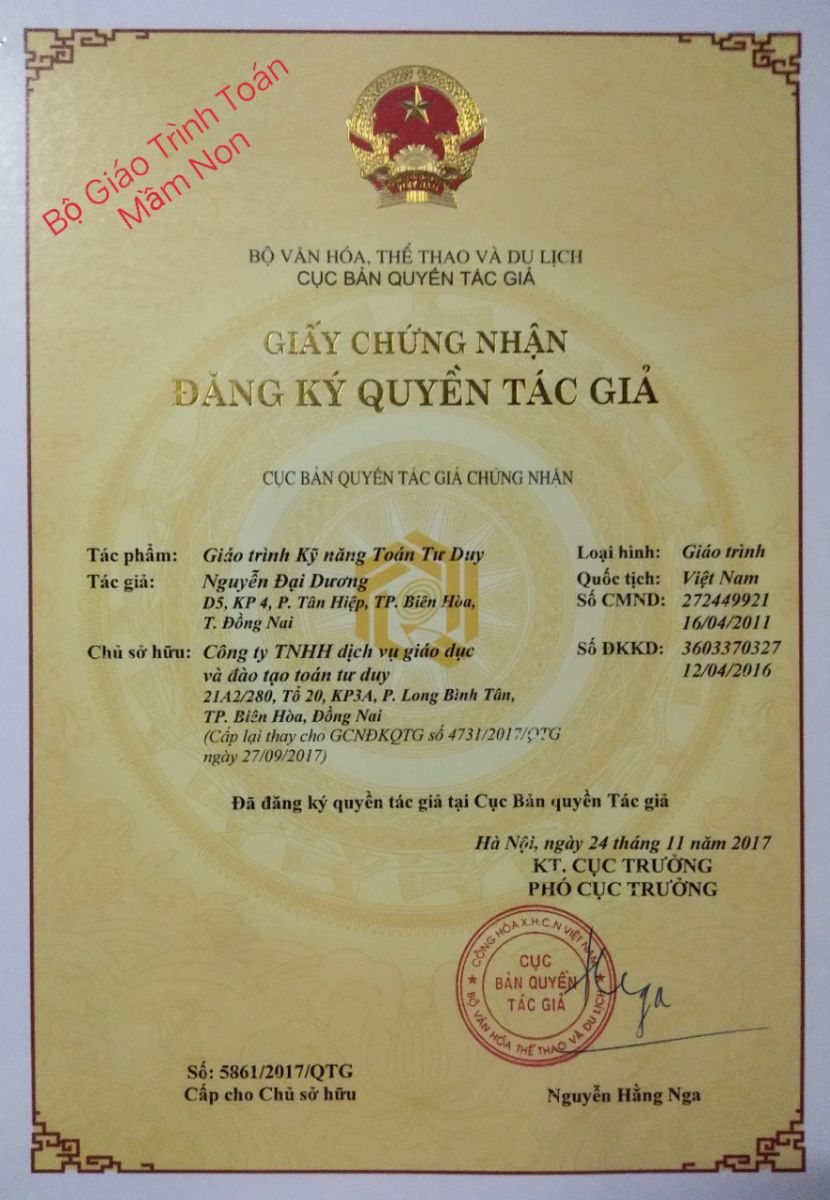 Bộ Giáo Trình Toán
Mầm Non
VIỆT NAM
BỘ VĂN HÓA, THỂ THAO VÀ DU LỊCH
CỤC BẢN QUYỀN TÁC GIẢ
GIẤY CHỨNG NHẬN
ĐĂNG KÝ QUYỀN TÁC GIẢ
CỤC BẢN QUYỀN TÁC GIẢ CHỨNG NHẬN
Tác phẩm: Giáo trình Kỹ năng Toán Tư Duy Loại hình: Giáo trình
Tác giả: Nguyễn Đại Dương Quốc tịch: Việt Nam
D5, KP 4, P. Tân Hiệp, TP. Biên Hòa, Số CMND: 272449921
T. Đồng Nai 16/04/2011
Chủ sở hữu: Công ty TNHH dịch vụ giáo dục Số ĐKKD: 3603370327
và đào tạo toán tư duy 12/04/2016
21A2/280, Tổ 20, KP3A, P. Long Bình Tân,
TP. Biên Hòa, Đồng Nai
(Cấp lại thay cho GCNĐKQTG số 4731/2017/QTG
ngày 27/09/2017)
Đã đăng ký quyền tác giả tại Cục Bản quyền Tác giả
Hà Nội, ngày 24 tháng 11 năm 2017
KT. CỤC TRƯỞNG
PHÓ CỤC TRƯỞNG
CỘNG HÒA X.H.C.N VIỆT NAM
CỤC
BẢN QUYỀN
TÁC GIẢ
BỘ VĂN HÓA THỂ THAO VÀ DU LỊCH
Nga
Số: 5861/2017/QTG
Cấp cho Chủ sở hữu
Nguyễn Hằng Nga